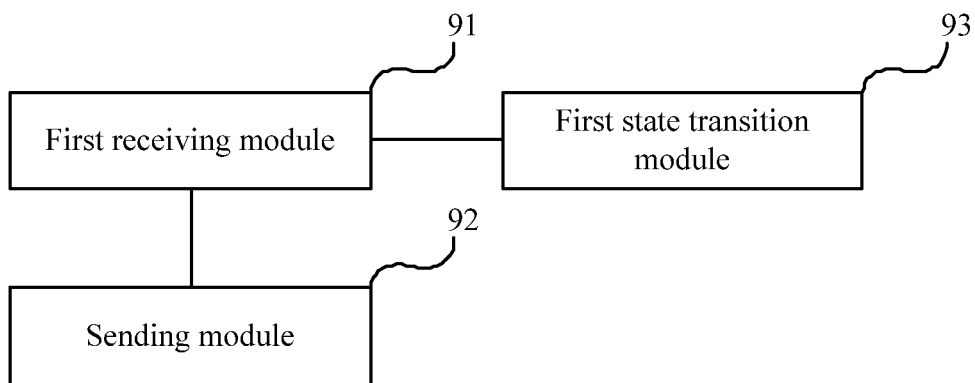 91
93
First receiving module
First state transition
module
92
Sending module